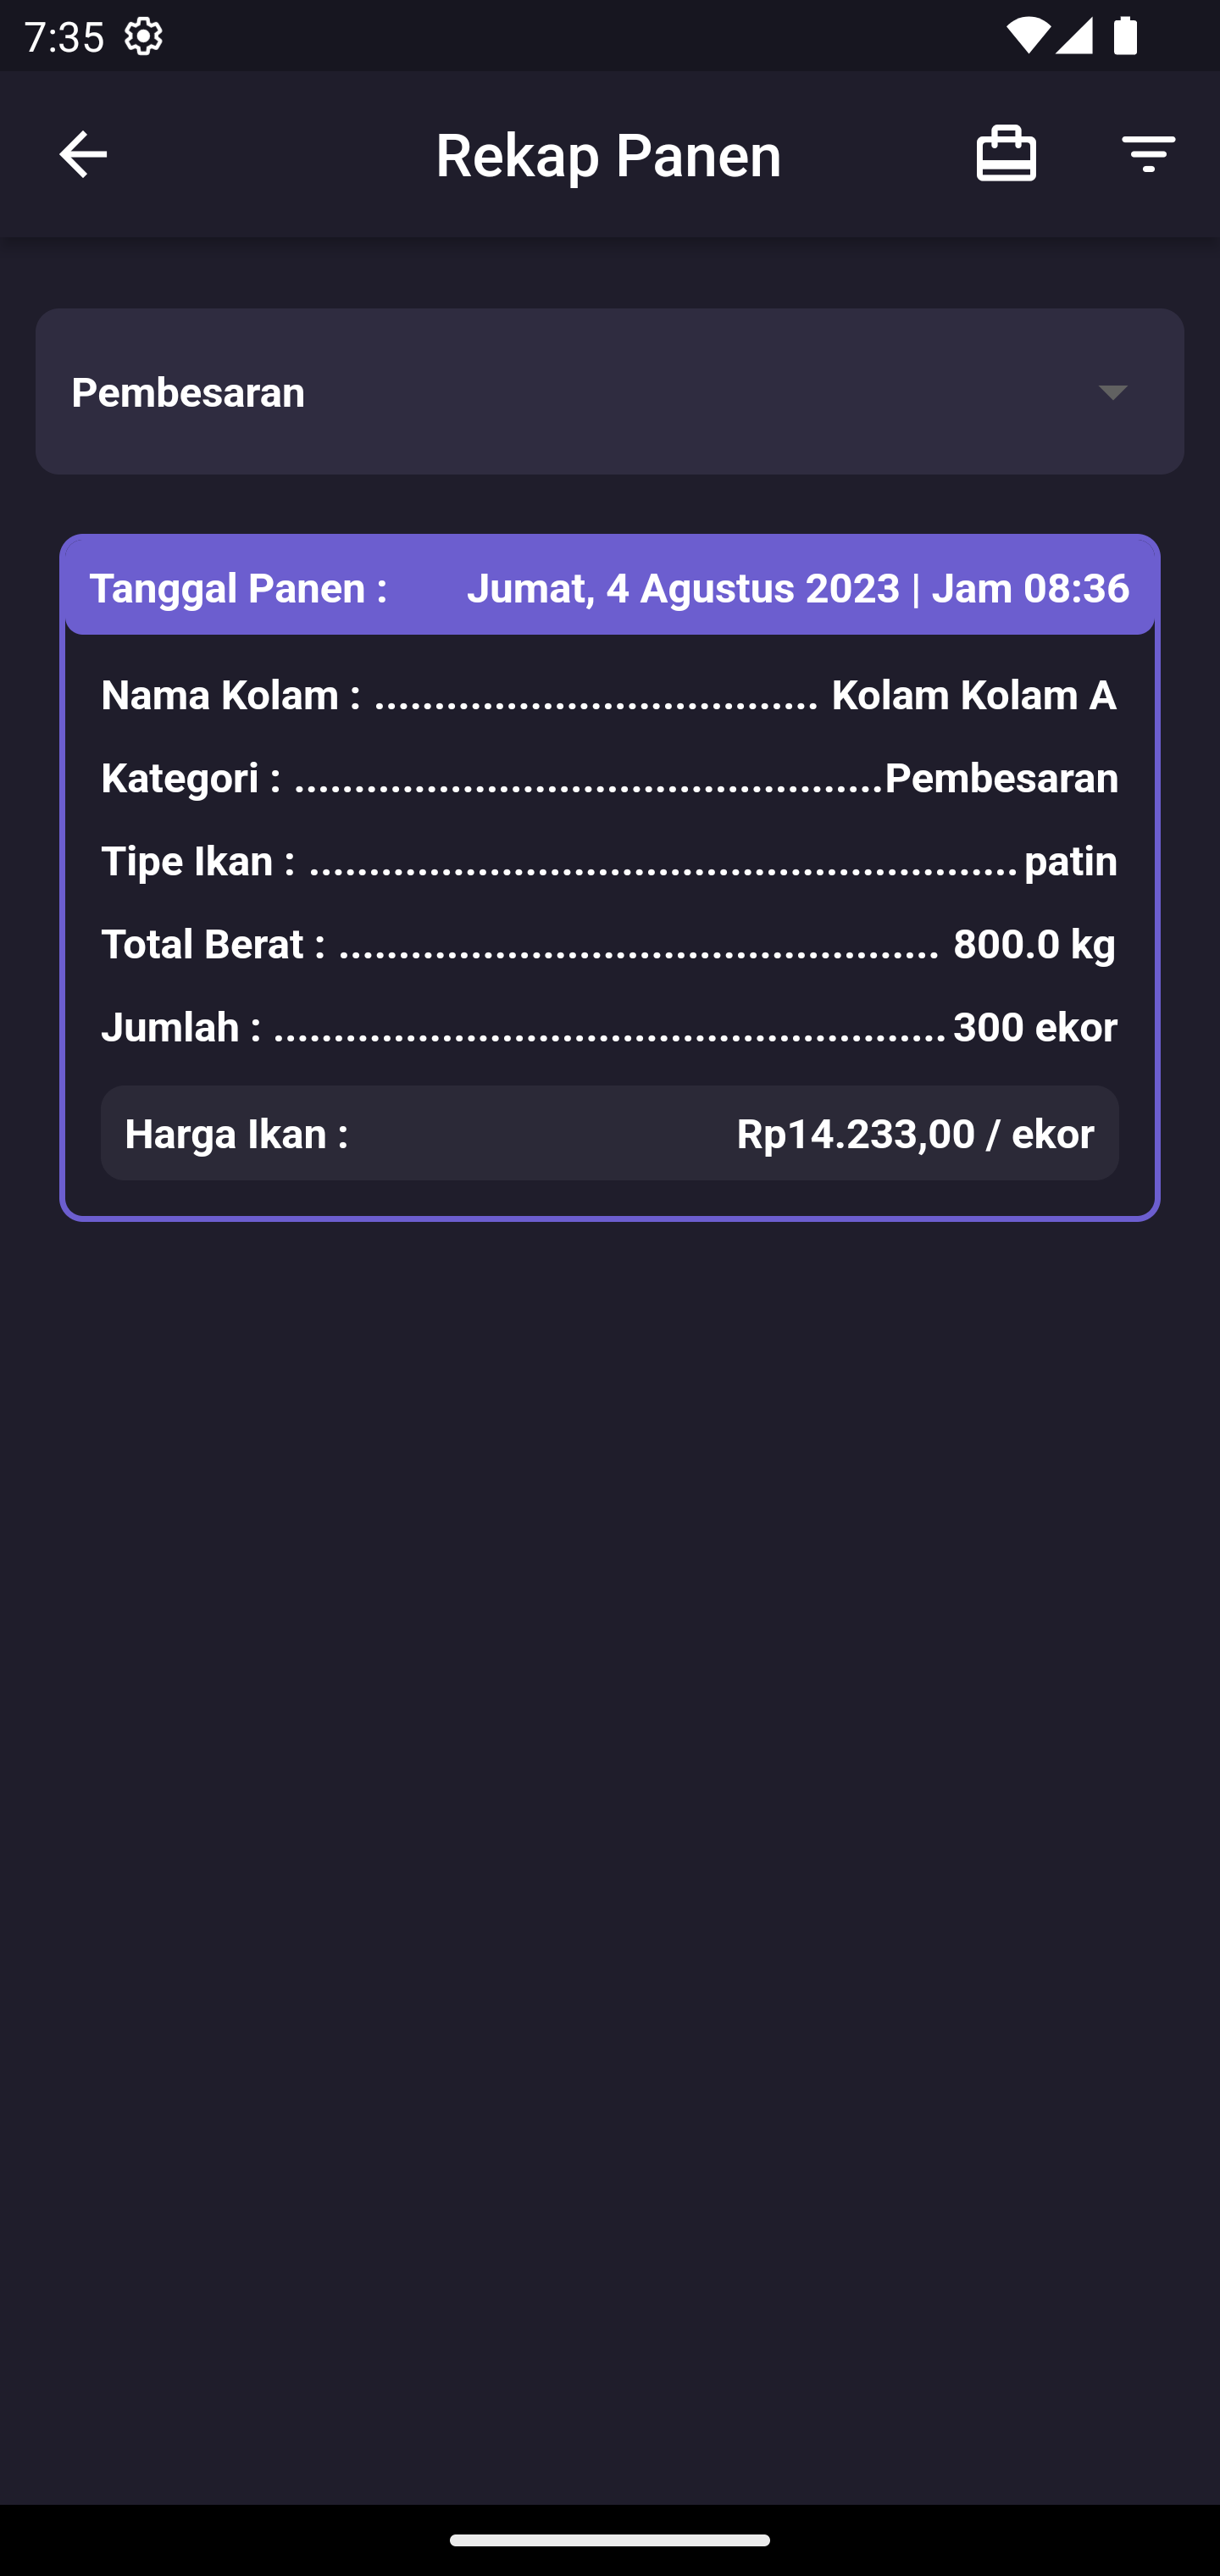 7:35
Rekap Panen
Pembesaran
Tanggal Panen : Jumat, 4 Agustus 2023 | Jam 08:36
Nama Kolam : ..................................... Kolam Kolam A
Kategori : .................................................Pembesaran
Tipe Ikan : ........................................................... patin
Total Berat : .................................................. 800.0 kg
Jumlah : ........................................................ 300 ekor
Harga Ikan : Rp14.233,00 / ekor